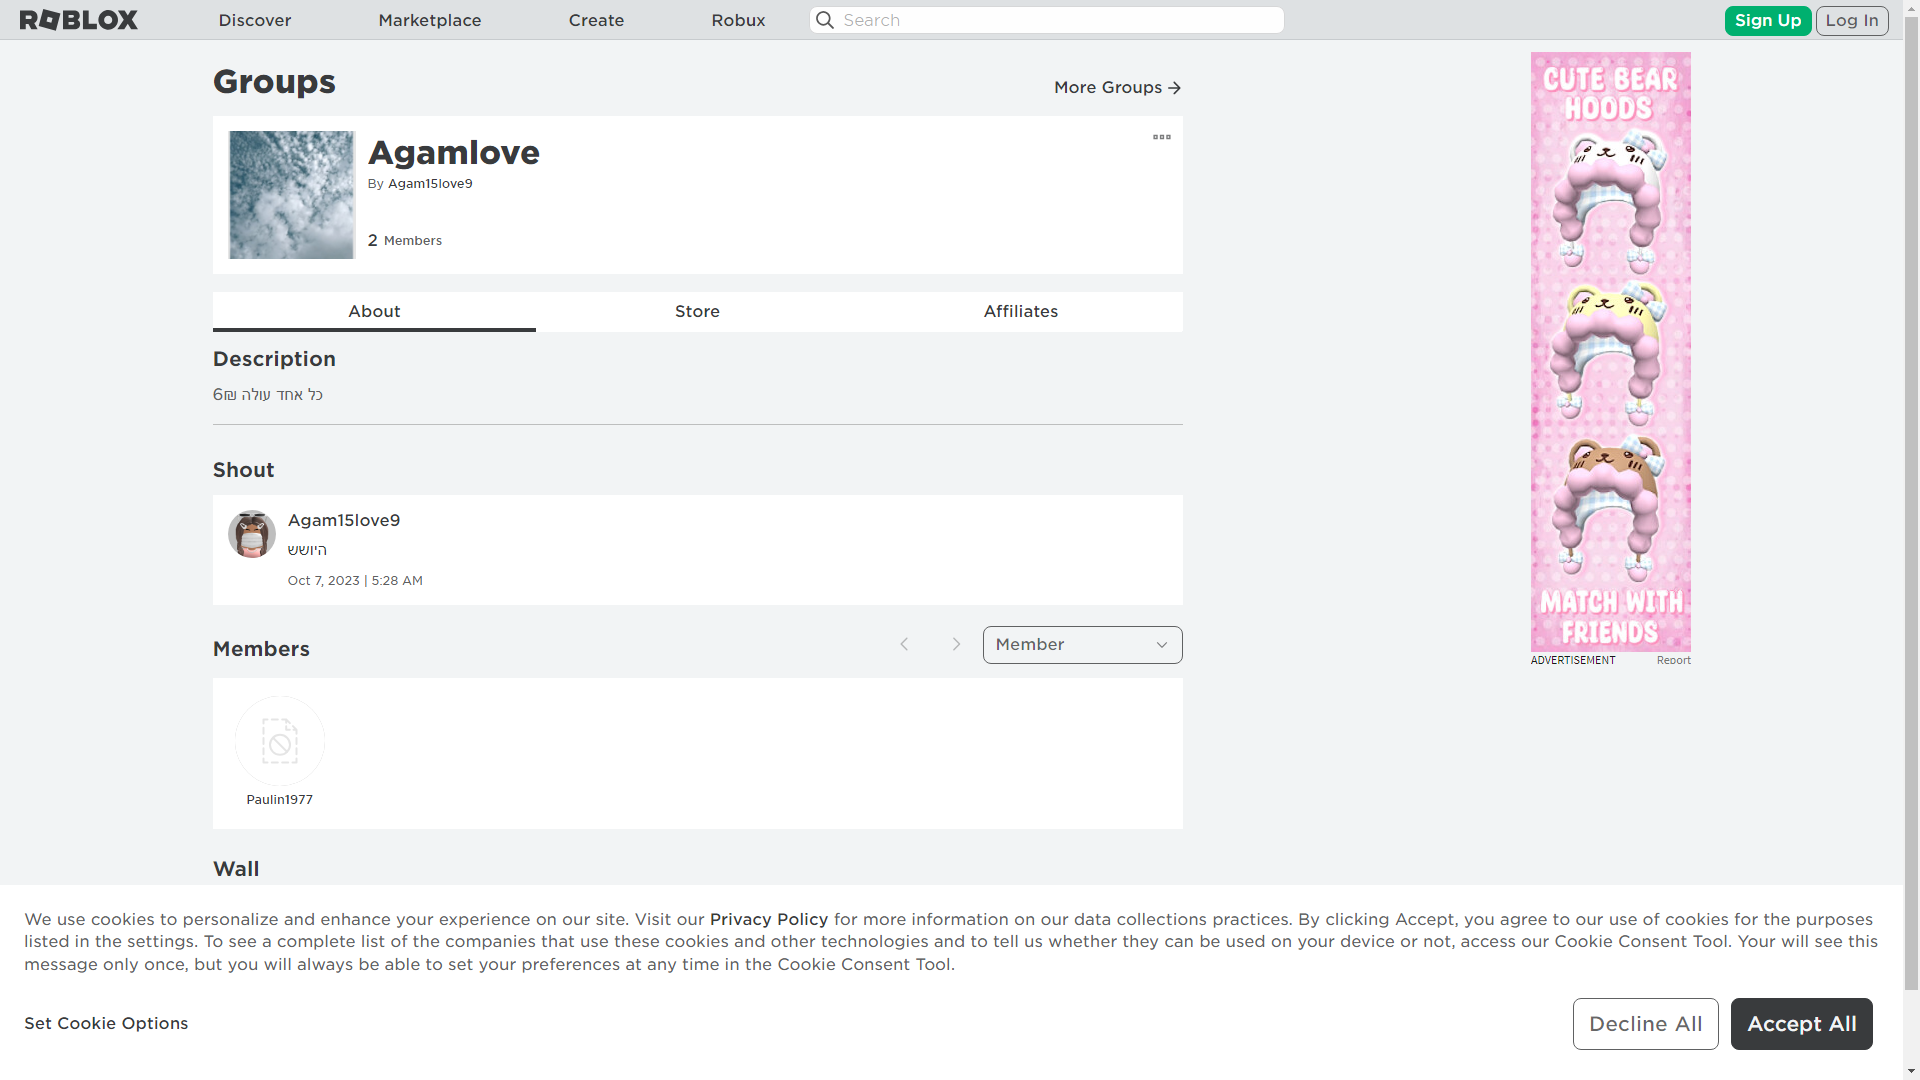 ROBLOX
Discover
Marketplace
Create
Robux
Search
Sign Up
Log In
Groups
More Groups
Agamlove
By Agam15love9
2 Members
About
Store
Affiliates
Description
כל אחד עולה 6₪
Shout
Agam15love9
היושש
Oct 7, 2023 | 5:28 AM
Members
Member
Paulin1977
Wall
CUTE BEAR
HOODS
MATCH WITH
FRIENDS
ADVERTISEMENT
Report
We use cookies to personalize and enhance your experience on our site. Visit our Privacy Policy for more information on our data collections practices. By clicking Accept, you agree to our use of cookies for the purposes
listed in the settings. To see a complete list of the companies that use these cookies and other technologies and to tell us whether they can be used on your device or not, access our Cookie Consent Tool. Your will see this
message only once, but you will always be able to set your preferences at any time in the Cookie Consent Tool.
Set Cookie Options
Decline All
Accept All